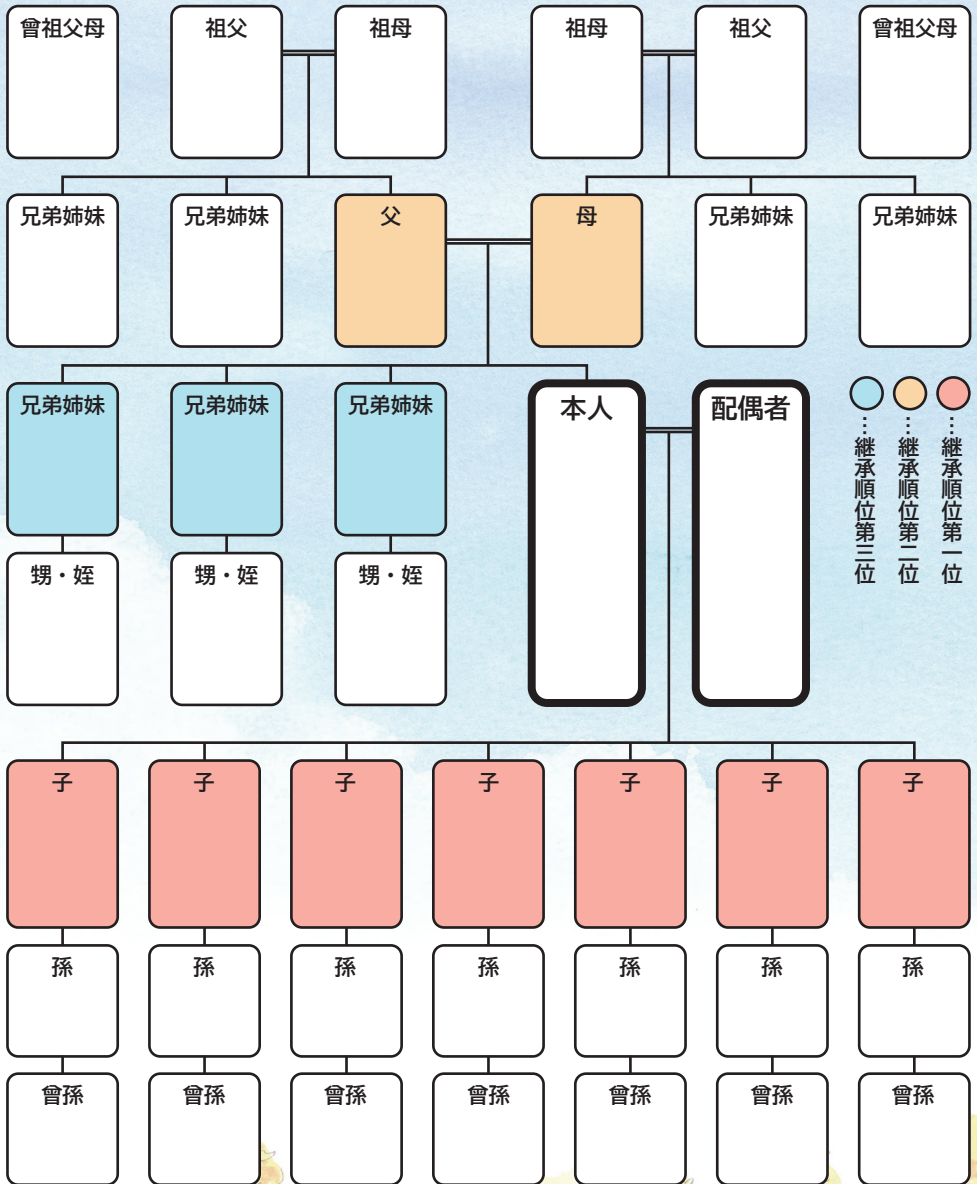 曾祖父母
祖父
祖母
祖母
祖父
曾祖父母
兄弟姉妹
兄弟姉妹
父
母
兄弟姉妹
兄弟姉妹
兄弟姉妹
兄弟姉妹
兄弟姉妹
本人
配偶者
…継承順位第一位
…継承順位第二位
…継承順位第三位
甥・姪
甥・姪
甥・姪
子
子
子
子
子
子
子
孫
孫
孫
孫
孫
孫
孫
曾孫
曾孫
曾孫
曾孫
曾孫
曾孫
曾孫